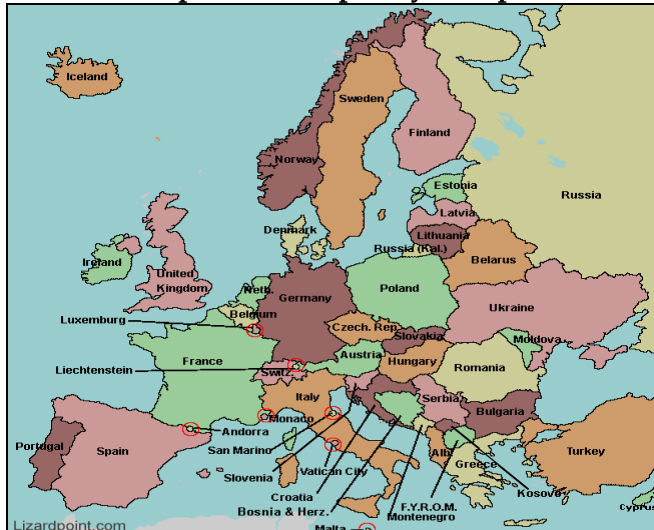 Iceland
Sweden
Finland
Norway
Russia
Estonia
Latvia
Denmark
Lithuania
Russia (Kal.)
Belarus
Ireland
United
Kingdom
Neth.
Poland
Germany
Belgium
Luxemburg
Ukraine
Czech. Rep.
Slovakia
Moldova
France
Austria
Liechtenstein
Switz.
Hungary
Romania
Italy
Serbia
Monaco
Bulgaria
Andorra
Portugal
Spain
San Marino
Alb.
Turkey
Slovenia
Vatican City
Greece
Croatia
Kosovo
Bosnia & Herz.
F.Y.R.O.M.
Montenegro
Cyprus
Malta
Lizardpoint.com